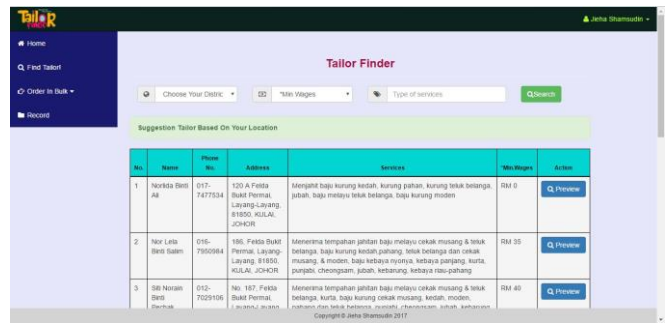 TailoR
FINDER
Jieha Shamsudin
Home
Find Tailor!
Order In Bulk
Record
Tailor Finder
Choose Your Distric
*Min Wages
Type of services
Search
Suggestion Tailor Based On Your Location
No. Name Phone No. Address Services *Min.Wages Action
1 Norlida Binti Ali 017-7477534 120 A Felda Bukit Permai, Layang-Layang, 81850, KULAI, JOHOR Menjahit baju kurung kedah, kurung pahan, kurung teluk belanga, jubah, baju melayu teluk belanga, baju kurung moden RM 0 Preview
2 Nor Lela Binti Salim 016-7950984 186, Felda Bukit Permai, Layang-Layang, 81850, KULAI, JOHOR Menerima tempahan jahitan baju melayu cekak musang & teluk belanga, baju kurung kedah,pahang, teluk belanga dan cekak musang, & moden, baju kebaya nyonya, kebaya panjang, kurta, punjabi, cheongsam, jubah, kebarung, kebaya riau-pahang RM 35 Preview
3 Siti Norain Binti 012-7029106 No. 167, Felda Bukit Permai, Menerima tempahan jahitan baju melayu cekak musang & teluk belanga, kurta, baju kurung cekak musang, kedah, moden, RM 40 Preview
Copyright © Jieha Shamsudin 2017